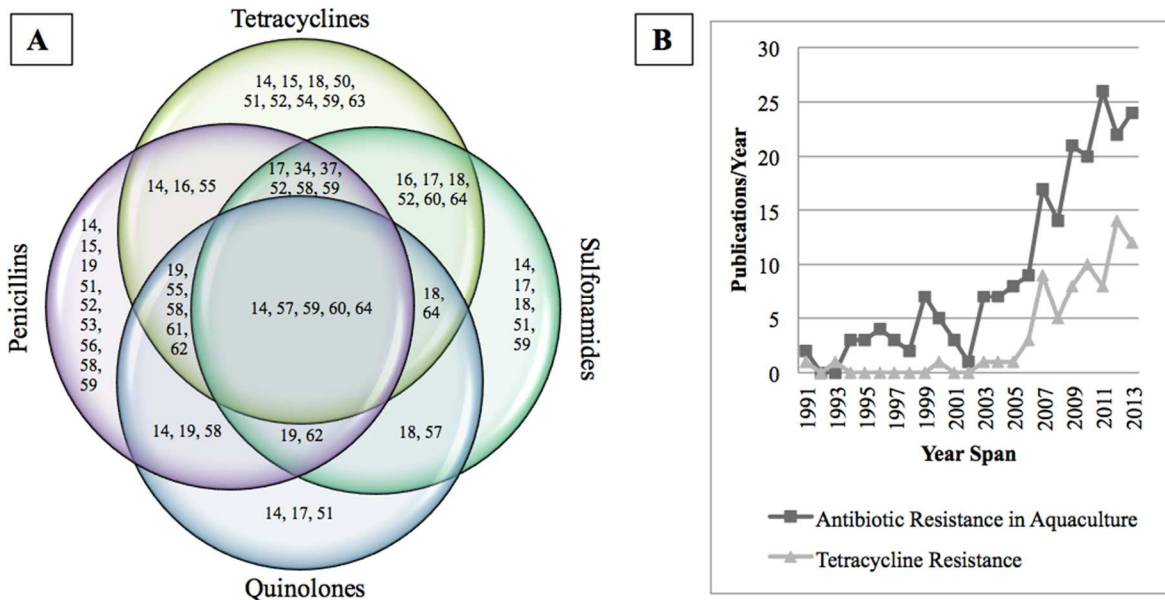 A
Tetracyclines
14, 15, 18, 50,
51, 52, 54, 59, 63
14, 16, 55
17, 34, 37,
52, 58, 59
16, 17, 18,
52, 60, 64
Penicillins
14,
15,
19
51,
52,
53,
56,
58,
59
19,
55,
58,
61,
62
14, 57, 59, 60, 64
18,
64
14,
17,
18,
51,
59
Sulfonamides
14, 19, 58
19, 62
18, 57
14, 17, 51
Quinolones
B
Publications/Year
30
25
20
15
10
5
0
1991
1993
1995
1997
1999
2001
2003
2005
2007
2009
2011
2013
Year Span
Antibiotic Resistance in Aquaculture
Tetracycline Resistance